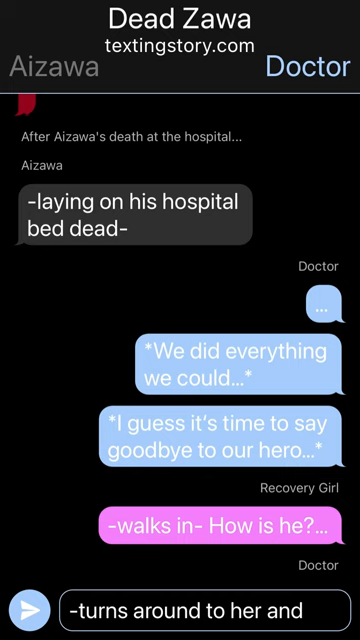 Dead Zawa
textingstory.com
Aizawa
Doctor
After Aizawa's death at the hospital...
Aizawa
-laying on his hospital
bed dead-
Doctor
...
*We did everything
we could...*
*I guess it‘s time to say
goodbye to our hero...*
Recovery Girl
-walks in- How is he?...
Doctor
-turns around to her and